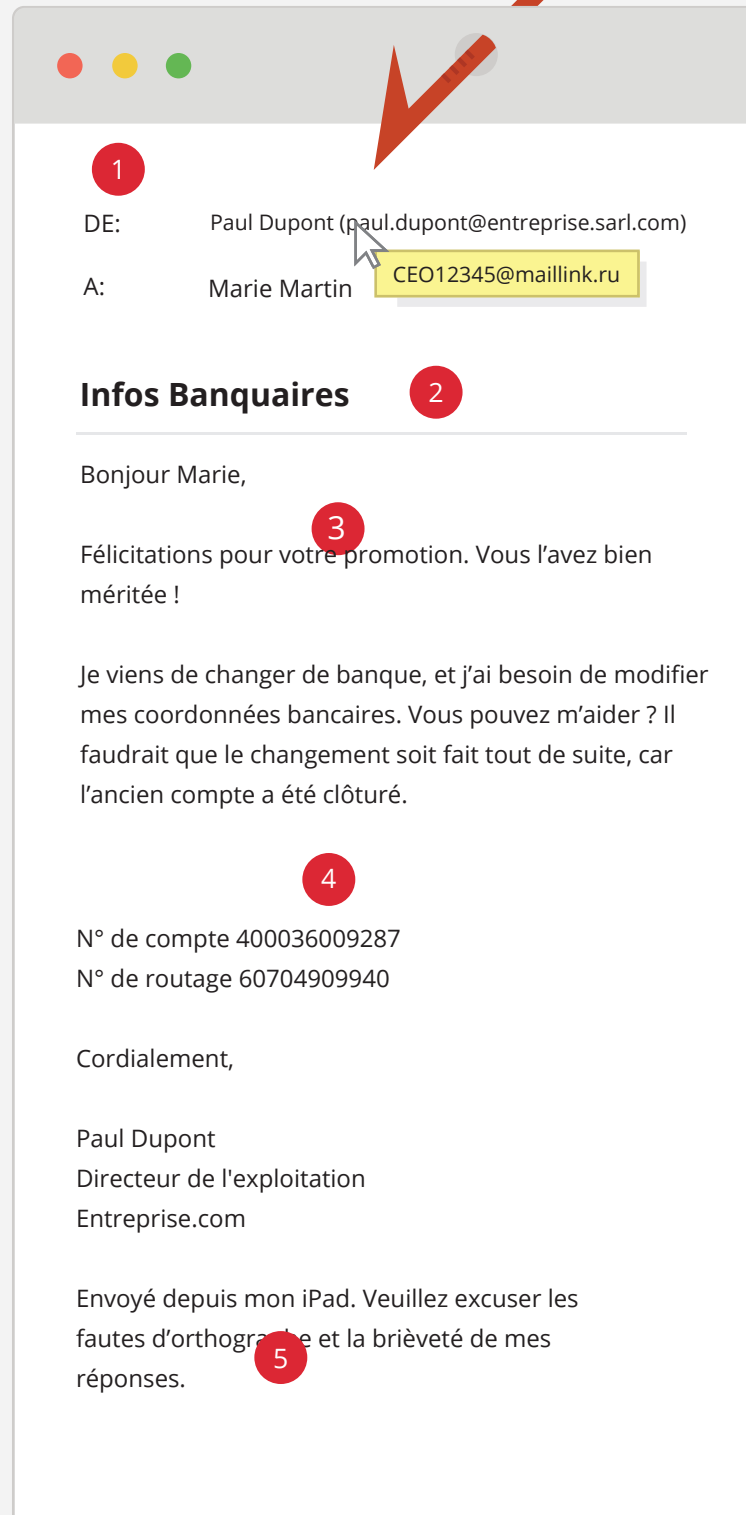 1
DE: Paul Dupont (paul.dupont@entreprise.sarl.com)
CEO12345@maillink.ru
A: Marie Martin
Infos Banquaires 2
Bonjour Marie,
3
Félicitations pour votre promotion. Vous l’avez bien
méritée !
Je viens de changer de banque, et j’ai besoin de modifier
mes coordonnées bancaires. Vous pouvez m’aider ? Il
faudrait que le changement soit fait tout de suite, car
l’ancien compte a été clôturé.
4
N° de compte 400036009287
N° de routage 60704909940
Cordialement,
Paul Dupont
Directeur de l'exploitation
Entreprise.com
Envoyé depuis mon iPad. Veuillez excuser les
fautes d’orthographe et la brièveté de mes
5
réponses.